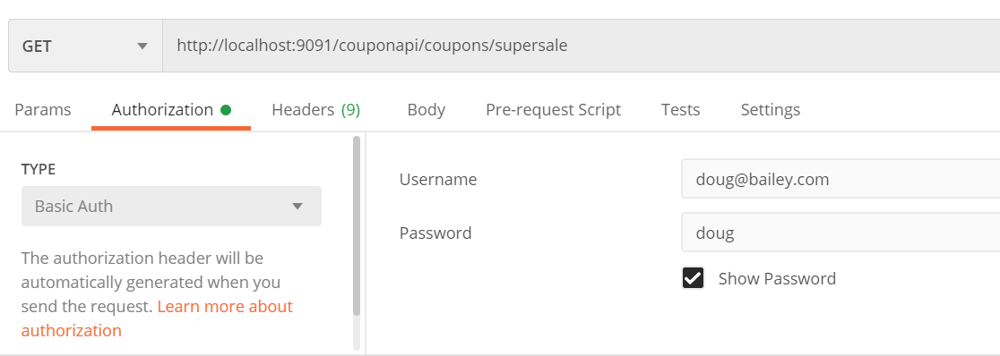 GET http://localhost:9091/couponapi/coupons/supersale
Params Authorization Headers (9) Body Pre-request Script Tests Settings
TYPE
Basic Auth
The authorization header will be
automatically generated when you
send the request. Learn more about
authorization
Username doug@bailey.com
Password doug
Show Password